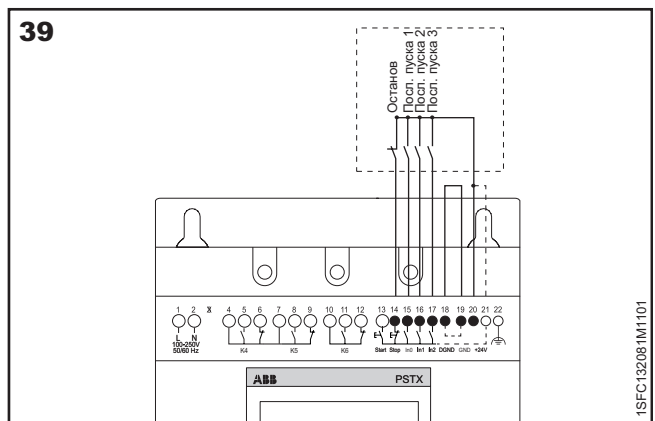 39
Останов
Посл. пуска 1
Посл. пуска 2
Посл. пуска 3
1 2 X 4 5 6 7 8 9 10 11 12 13 14 15 16 17 18 19 20 21 22
L N
100-250V
50/60 Hz
K4 K5 K6
Start Stop In0 In1 In2 DGND GND +24V
ABB PSTX
1SFC132081M1101